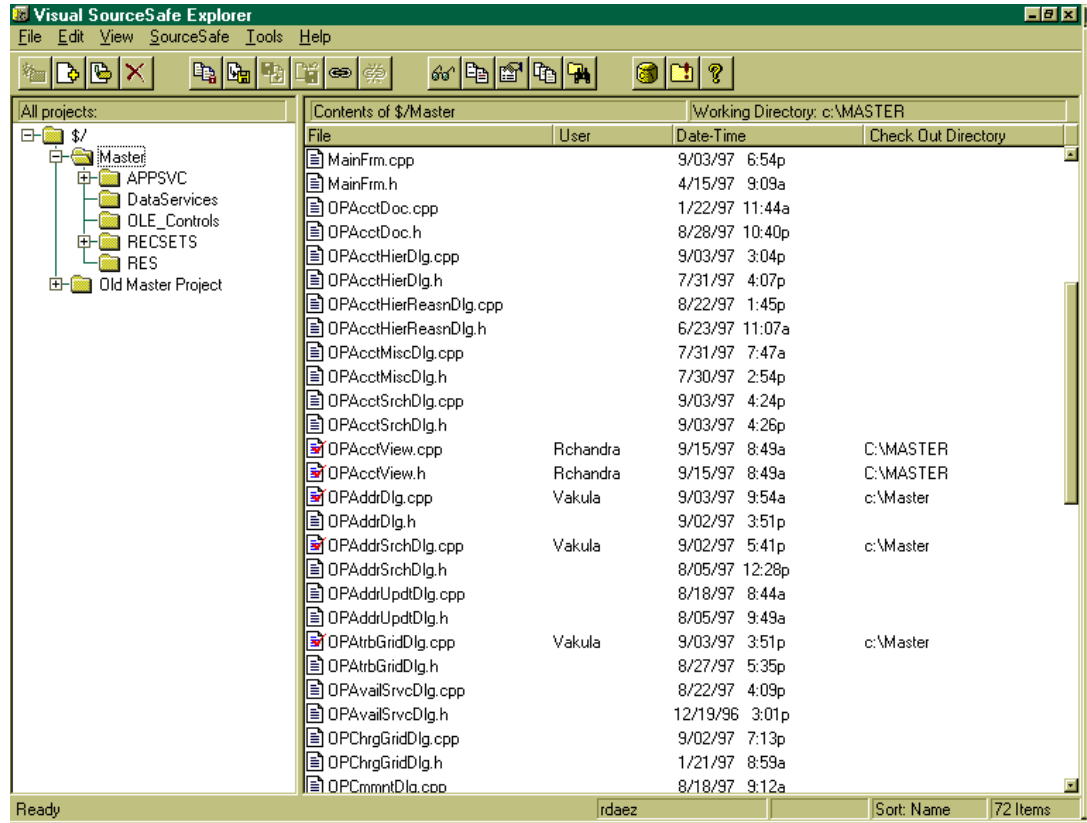 Visual SourceSafe Explorer
File Edit View SourceSafe Tools Help
All projects:
$/
Master
APPSVC
DataServices
OLE_Controls
RECSETS
RES
Old Master Project
Contents of $/Master Working Directory: c:\MASTER
File User Date-Time Check Out Directory
MainFrm.cpp 9/03/97 6:54p
MainFrm.h 4/15/97 9:09a
OPAcctDoc.cpp 1/22/97 11:44a
OPAcctDoc.h 8/28/97 10:40p
OPAcctHierDlg.cpp 9/03/97 3:04p
OPAcctHierDlg.h 7/31/97 4:07p
OPAcctHierReasnDlg.cpp 8/22/97 1:45p
OPAcctHierReasnDlg.h 6/23/97 11:07a
OPAcctMiscDlg.cpp 7/31/97 7:47a
OPAcctMiscDlg.h 7/30/97 2:54p
OPAcctSrchDlg.cpp 9/03/97 4:24p
OPAcctSrchDlg.h 9/03/97 4:26p
OPAcctView.cpp Rchandra 9/15/97 8:49a C:\MASTER
OPAcctView.h Rchandra 9/15/97 8:49a C:\MASTER
OPAddrDlg.cpp Vakula 9/03/97 9:54a c:\Master
OPAddrDlg.h 9/02/97 3:51p
OPAddrSrchDlg.cpp Vakula 9/02/97 5:41p c:\Master
OPAddrSrchDlg.h 8/05/97 12:28p
OPAddrUpdtDlg.cpp 8/18/97 8:44a
OPAddrUpdtDlg.h 8/05/97 9:49a
OPAtrbGridDlg.cpp Vakula 9/03/97 3:51p c:\Master
OPAtrbGridDlg.h 8/27/97 5:35p
OPAvailSrvcDlg.cpp 8/22/97 4:09p
OPAvailSrvcDlg.h 12/19/96 3:01p
OPChrgGridDlg.cpp 9/02/97 7:13p
OPChrgGridDlg.h 1/21/97 8:59a
OPCmmntDlg.cpp 8/18/97 9:12a
Ready rdaez Sort: Name 72 Items